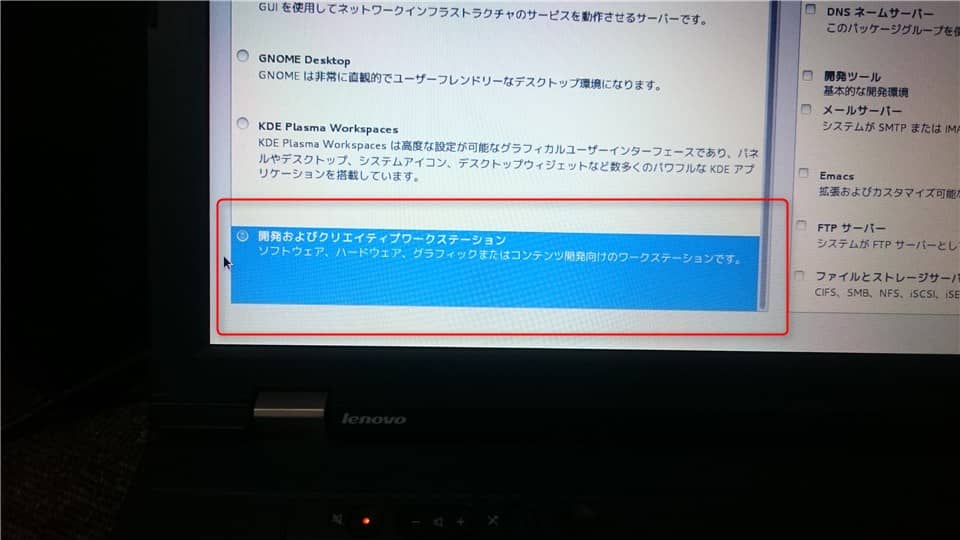 GUI を使用してネットワークインフラストラクチャのサービスを動作させるサーバーです。
GNOME Desktop
GNOME は非常に直観的でユーザーフレンドリーなデスクトップ環境になります。
KDE Plasma Workspaces
KDE Plasma Workspaces は高度な設定が可能なグラフィカルユーザーインターフェースであり、パネ
ルやデスクトップ、システムアイコン、デスクトップウィジェットなど数多くのパワフルな KDE アプ
リケーションを搭載しています。
開発およびクリエイティブワークステーション
ソフトウェア、ハードウェア、グラフィックまたはコンテンツ開発向けのワークステーションです。
DNS ネームサーバー
このパッケージグループを使
開発ツール
基本的な開発環境
メールサーバー
システムが SMTP または IMA
Emacs
拡張およびカスタマイズ可能な
FTP サーバー
システムが FTP サーバーとし
ファイルとストレージサーバ
CIFS、SMB、NFS、iSCSI、iSE
lenovo